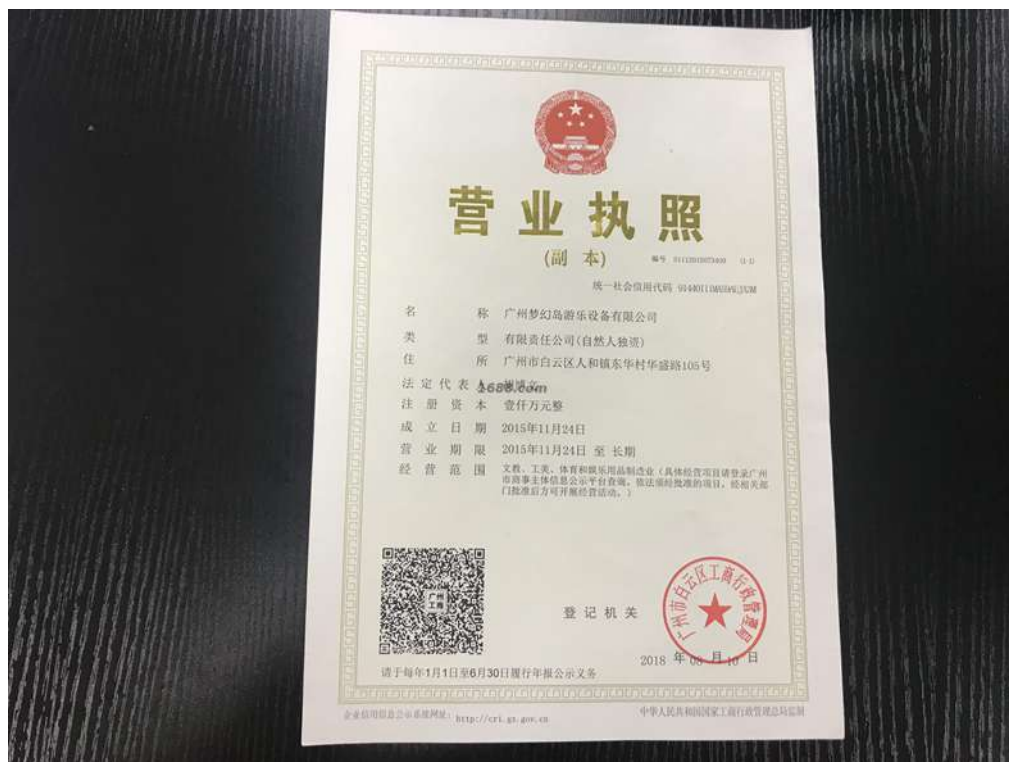 营业执照
(副 本)
编号
(1-1)
统一社会信用代码
名 称 广州梦幻岛游乐设备有限公司
类 型 有限责任公司(自然人独资)
住 所 广州市白云区人和镇东华村华盛路105号
法定代表人
1688.com
注 册 资 本 壹仟万元整
成 立 日 期 2015年11月24日
营 业 期 限 2015年11月24日 至 长期
经 营 范 围 文教、工美、体育和娱乐用品制造业（具体经营项目请登录广州
市商事主体信息公示平台查询。依法须经批准的项目，经相关部
门批准后方可开展经营活动。）
广州
工商
登 记 机 关
广州市白云区工商行政管理局
2018 年 08 月 10 日
请于每年1月1日至6月30日履行年报公示义务
企业信用信息公示系统网址：http://cri.gz.gov.cn
中华人民共和国国家工商行政管理总局监制